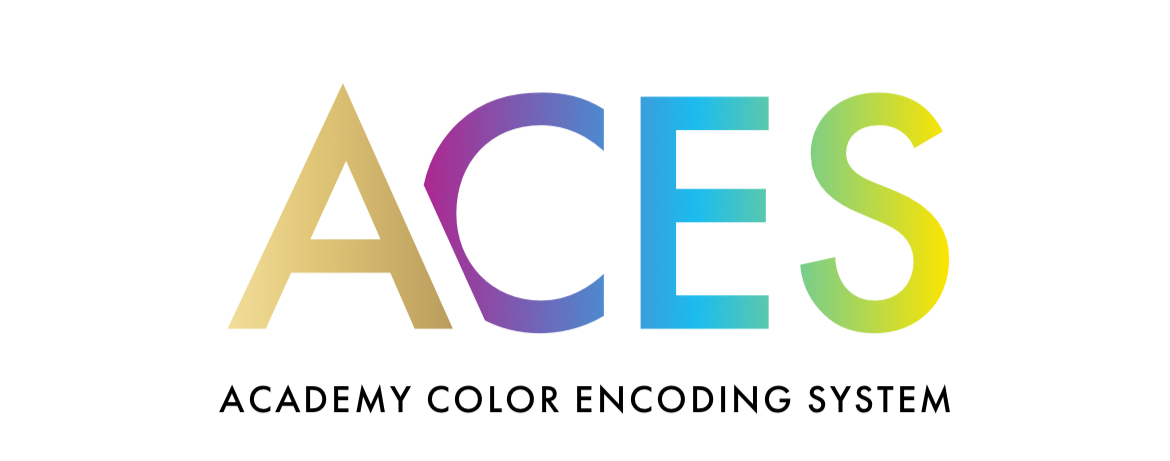 ACES
ACADEMY COLOR ENCODING SYSTEM